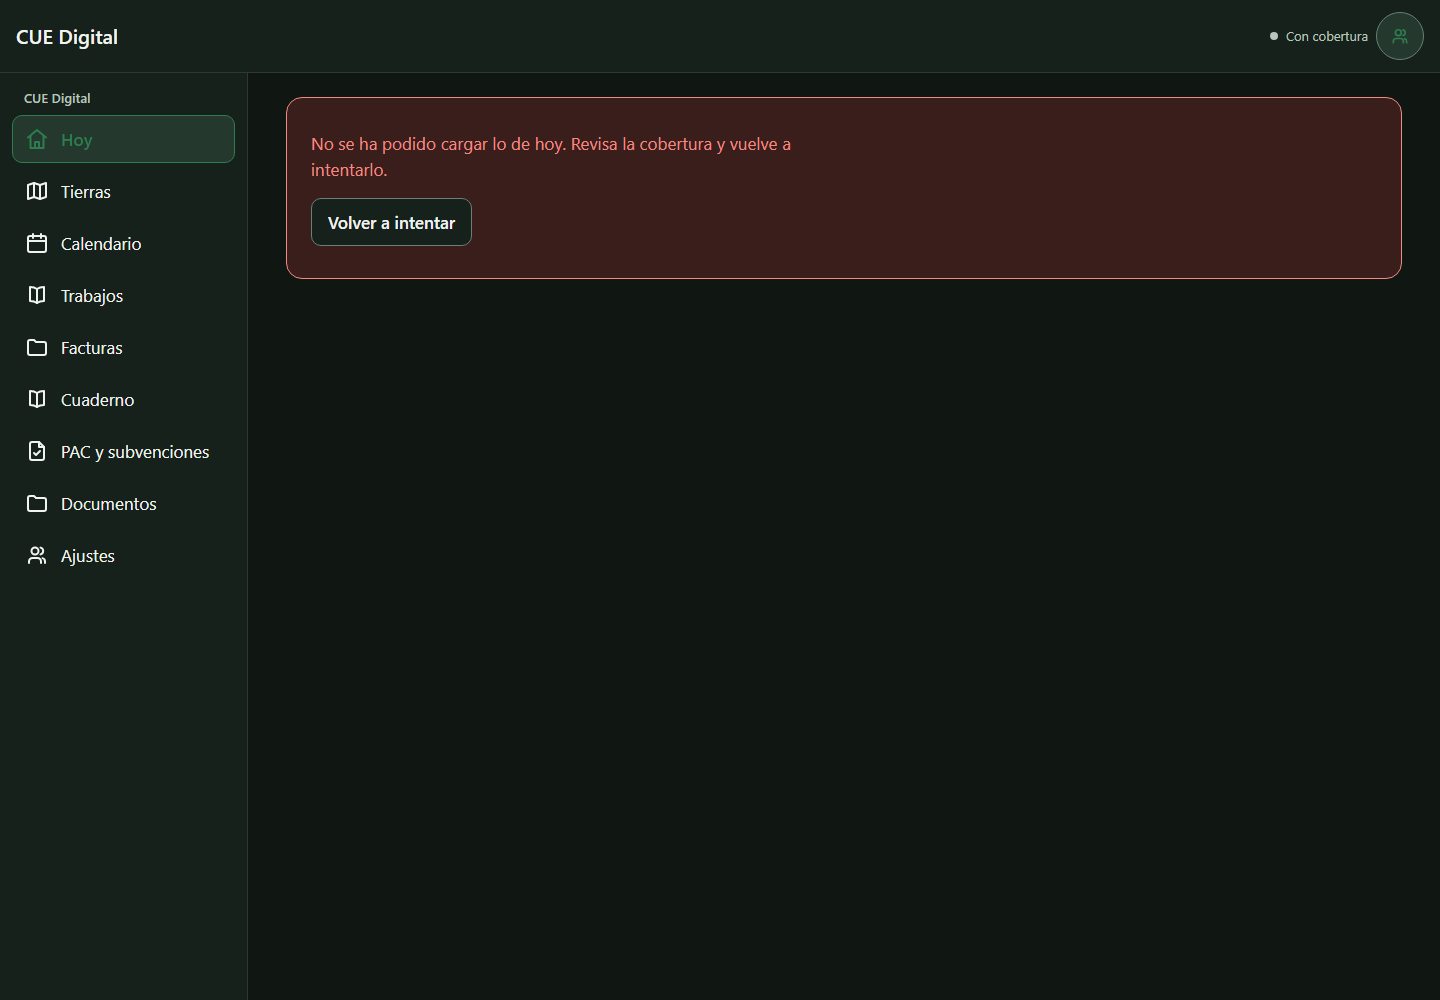 CUE Digital
Con cobertura
CUE Digital
Hoy
Tierras
Calendario
Trabajos
Facturas
Cuaderno
PAC y subvenciones
Documentos
Ajustes
No se ha podido cargar lo de hoy. Revisa la cobertura y vuelve a
intentarlo.
Volver a intentar